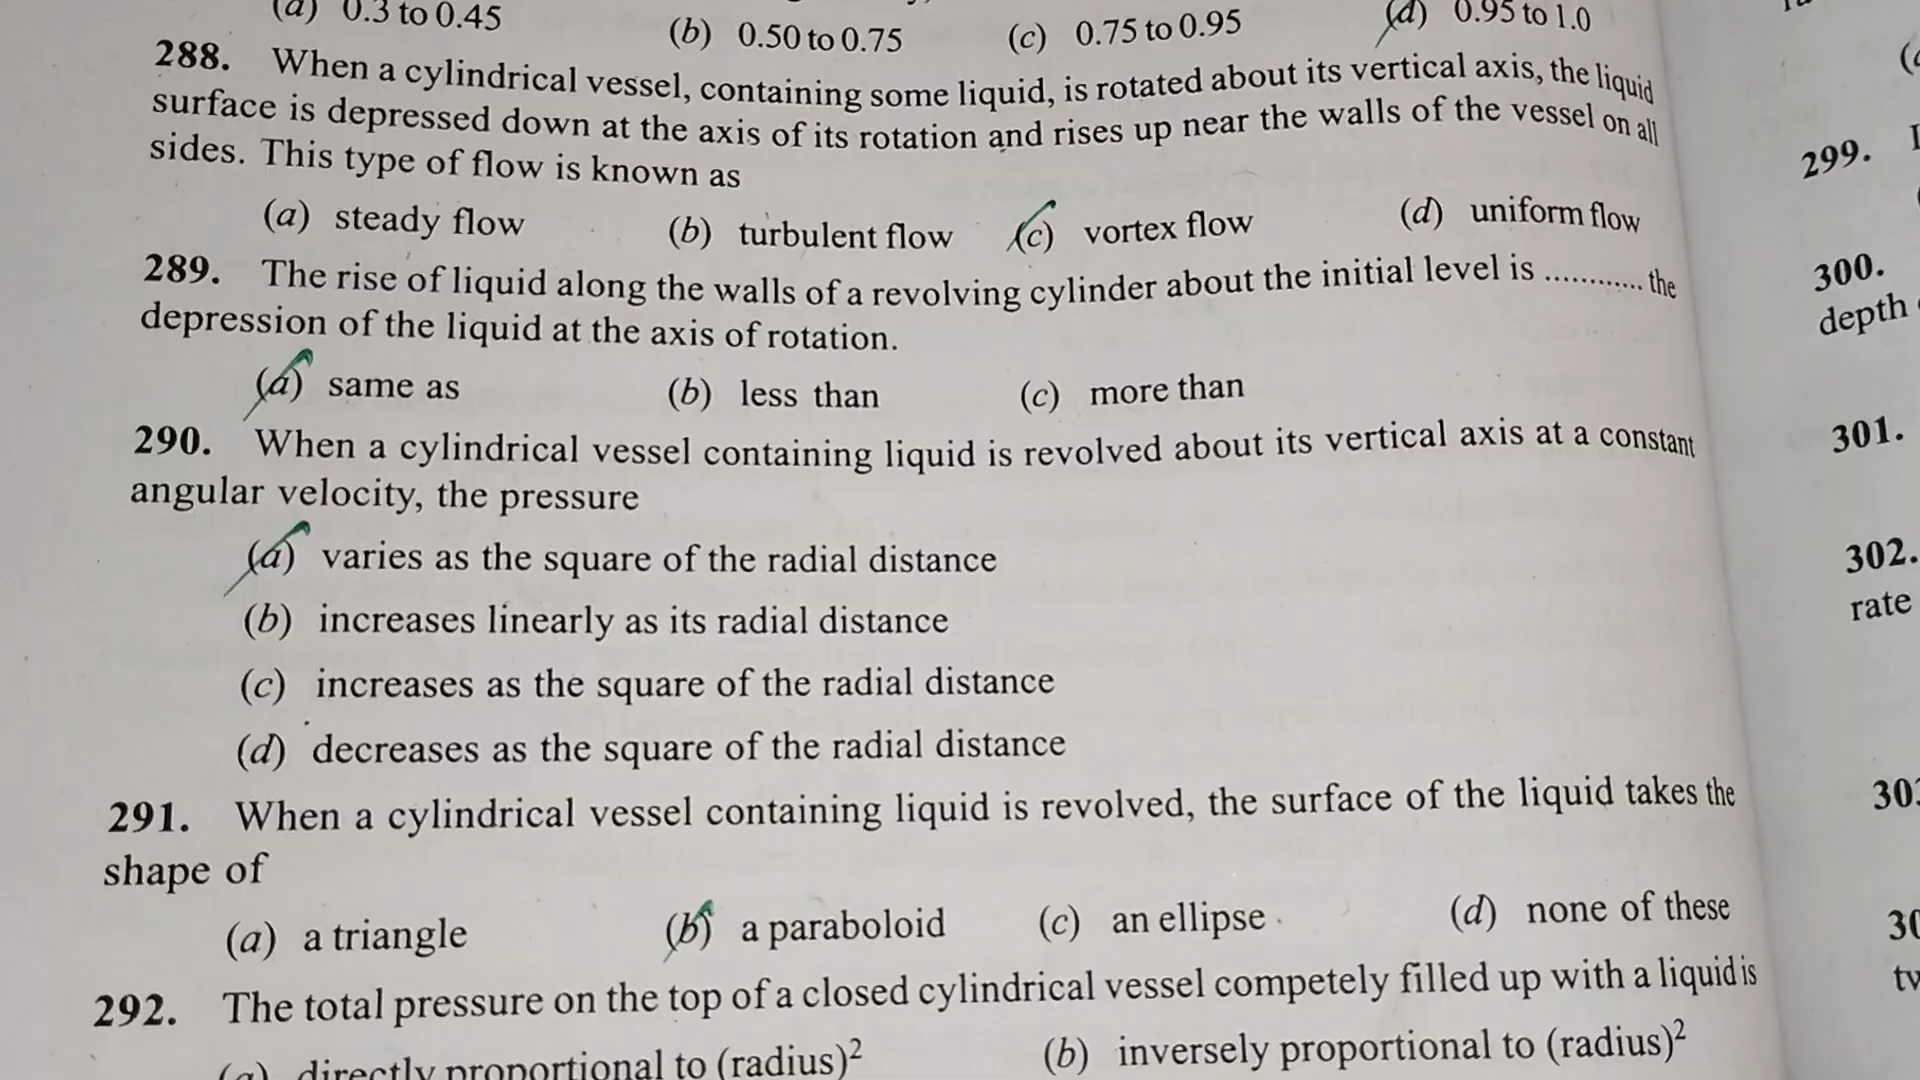 (a) 0.3 to 0.45 (b) 0.50 to 0.75 (c) 0.75 to 0.95 (d) 0.95 to 1.0
288. When a cylindrical vessel, containing some liquid, is rotated about its vertical axis, the liquid
surface is depressed down at the axis of its rotation and rises up near the walls of the vessel on all
sides. This type of flow is known as
(a) steady flow (b) turbulent flow (c) vortex flow (d) uniform flow
289. The rise of liquid along the walls of a revolving cylinder about the initial level is ............ the
depression of the liquid at the axis of rotation.
(a) same as (b) less than (c) more than
290. When a cylindrical vessel containing liquid is revolved about its vertical axis at a constant
angular velocity, the pressure
(a) varies as the square of the radial distance
(b) increases linearly as its radial distance
(c) increases as the square of the radial distance
(d) decreases as the square of the radial distance
291. When a cylindrical vessel containing liquid is revolved, the surface of the liquid takes the
shape of
(a) a triangle (b) a paraboloid (c) an ellipse (d) none of these
292. The total pressure on the top of a closed cylindrical vessel competely filled up with a liquid is
(a) directly proportional to (radius)² (b) inversely proportional to (radius)²
299.
300.
depth
301.
302.
rate